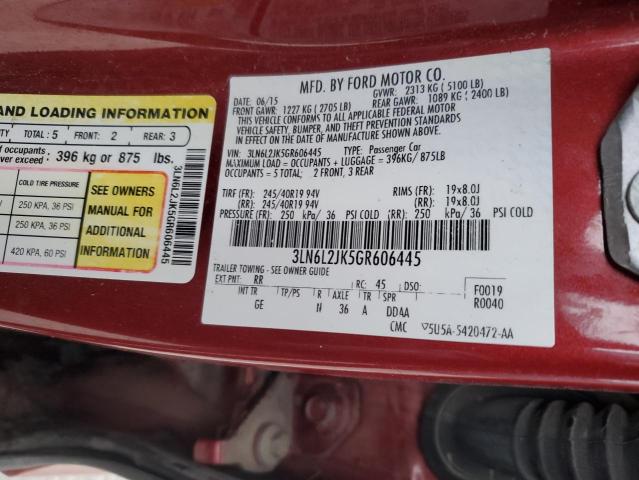 AND LOADING INFORMATION
TOTAL: 5 FRONT: 2 REAR: 3
of occupants
exceed: 396 kg or 875 lbs.
COLD TIRE PRESSURE
250 KPA, 36 PSI
250 KPA, 36 PSI
420 KPA, 60 PSI
SEE OWNERS
MANUAL FOR
ADDITIONAL
INFORMATION
3LN6L2JK5GR606445
MFD. BY FORD MOTOR CO.
DATE: 06/15 GVWR: 2313 KG ( 5100 LB)
FRONT GAWR: 1227 KG ( 2705 LB) REAR GAWR: 1089 KG ( 2400 LB)
VEHICLE CONFORMS TO ALL APPLICABLE FEDERAL MOTOR
VEHICLE SAFETY, BUMPER, AND THEFT PREVENTION STANDARDS
IN EFFECT ON THE DATE OF MANUFACTURE SHOWN ABOVE.
VIN: 3LN6L2JK5GR606445 TYPE: Passenger Car
MAXIMUM LOAD = OCCUPANTS + LUGGAGE = 396KG/ 875LB
OCCUPANTS = 5 TOTAL; 2 FRONT, 3 REAR
TIRE (FR): 245/40R19 94V RIMS (FR): 19x8.0J
(RR): 245/40R19 94V (RR): 19x8.0J
PRESSURE (FR): 250 kPa/ 36 PSI COLD (RR): 250 kPa/ 36 PSI COLD
3LN6L2JK5GR606445
TRAILER TOWING - SEE OWNER GUIDE
EXT PNT: RR RC: 45 DSO: F0019
R0040
INT TR TP/PS R AXLE TR SPR
GE 36 A DD4A
CMC ▽5U5A-5420472-AA